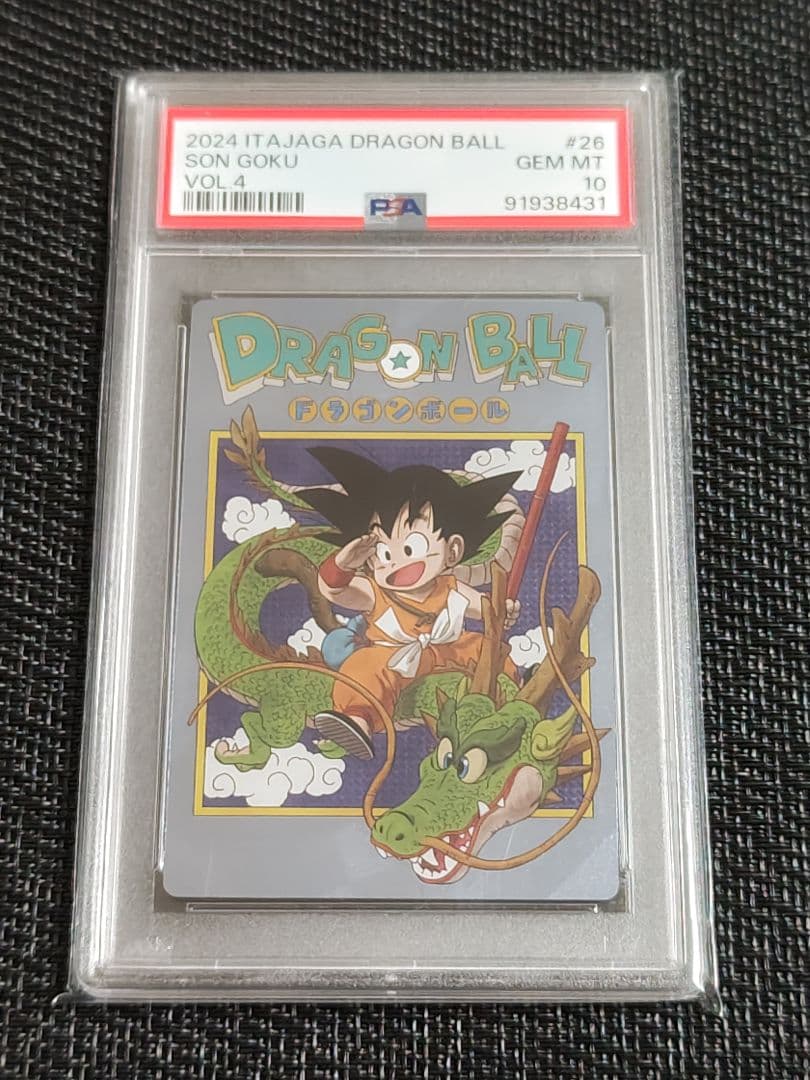 2024 ITAJAGA DRAGON BALL #26
SON GOKU GEM MT
VOL 4 10
PSA 91938431
DRAGON BALL
ドラゴンボール